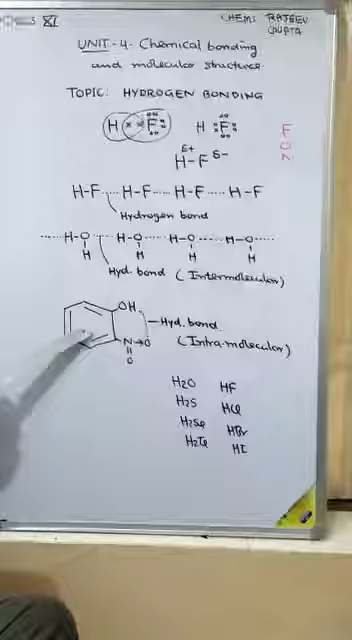 XI
CHEM: RAJEEV GUPTA
UNIT-4. Chemical bonding
and molecular structure
TOPIC: HYDROGEN BONDING
H F H F
F
O
N
δ+ δ-
H-F
H-F....H-F....H-F....H-F
Hydrogen bond
H-O....H-O....H-O....H-O
H H H H
Hyd. bond (Intermolecular)
OH
Hyd. bond.
(Intra-molecular)
N→O
O
H2O HF
H2S HCl
H2Se HBr
H2Te HI